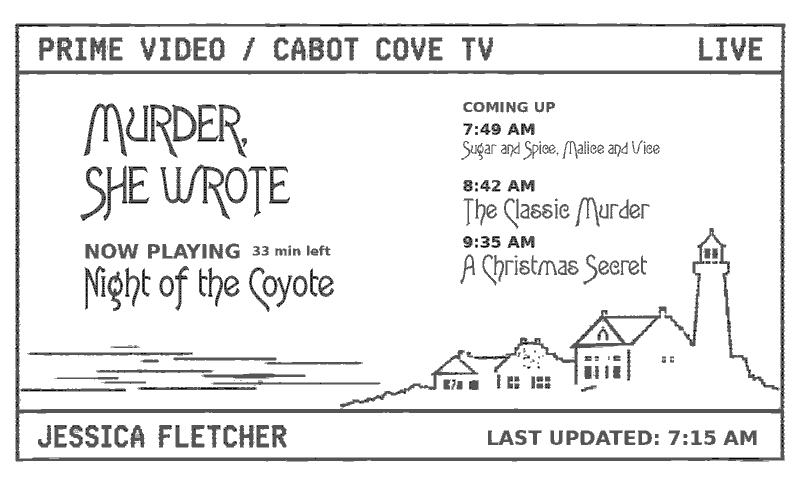 PRIME VIDEO / CABOT COVE TV
LIVE
MURDER,
SHE WROTE
NOW PLAYING 33 min left
Night of the Coyote
COMING UP
7:49 AM
Sugar and Spice, Malice and Vice
8:42 AM
The Classic Murder
9:35 AM
A Christmas Secret
JESSICA FLETCHER
LAST UPDATED: 7:15 AM